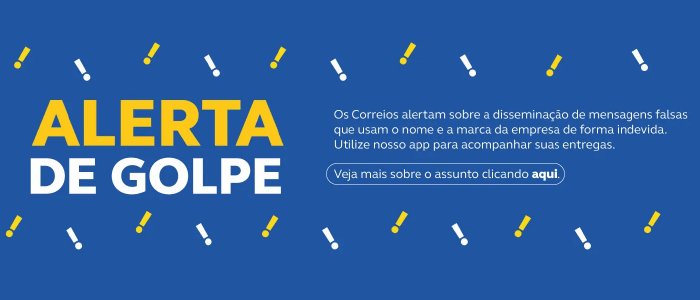 ALERTA
DE GOLPE
Os Correios alertam sobre a disseminação de mensagens falsas
que usam o nome e a marca da empresa de forma indevida.
Utilize nosso app para acompanhar suas entregas.
Veja mais sobre o assunto clicando aqui.